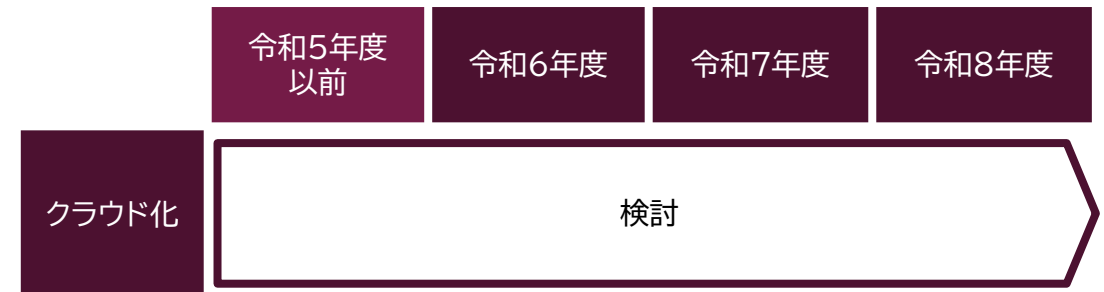 令和5年度
以前
令和6年度
令和7年度
令和8年度
クラウド化
検討